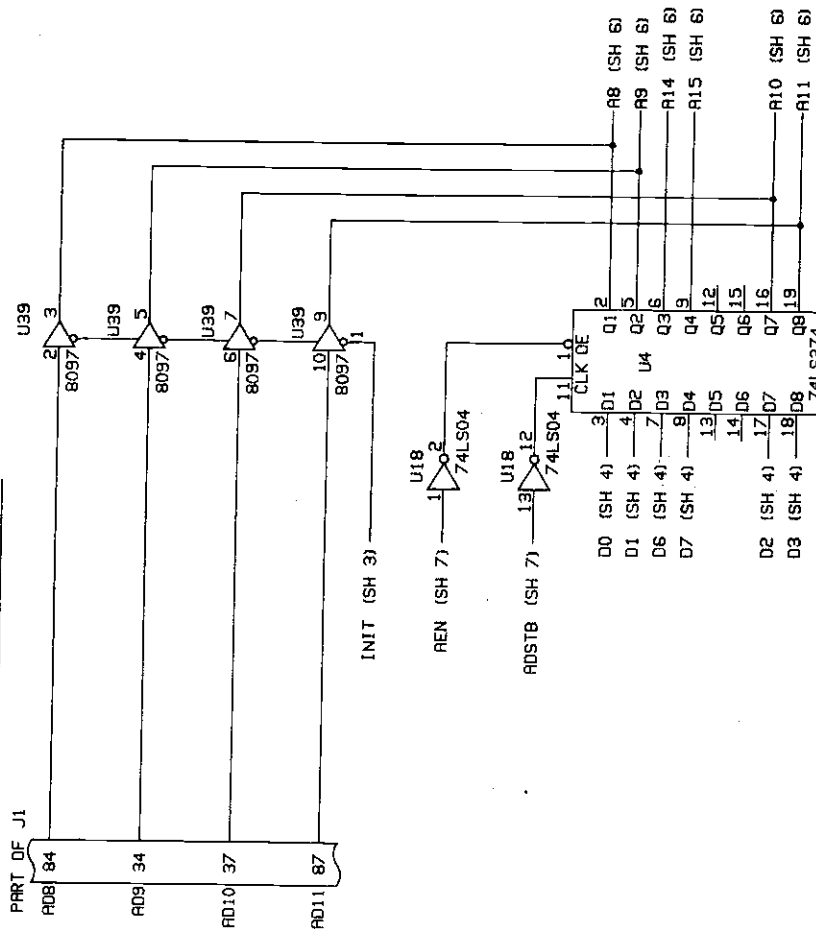 PART OF J1
AD8 84
AD9 34
AD10 37
AD11 87
U39
2 3
8097
U39
4 5
8097
U39
6 7
8097
U39
10 9
1
8097
INIT (SH 3)
AEN (SH 7)
U18
1 2
74LS04
ADSTB (SH 7)
U18
13 12
74LS04
D0 (SH 4) 3 D1
D1 (SH 4) 4 D2
D6 (SH 4) 7 D3
D7 (SH 4) 8 D4
13 D5
14 D6
D2 (SH 4) 17 D7
D3 (SH 4) 18 D8
11 CLK
1 OE
U4
74LS374
Q1 2 A8 (SH 6)
Q2 5 A9 (SH 6)
Q3 6 A14 (SH 6)
Q4 9 A15 (SH 6)
Q5 12
Q6 15
Q7 16 A10 (SH 6)
Q8 19 A11 (SH 6)